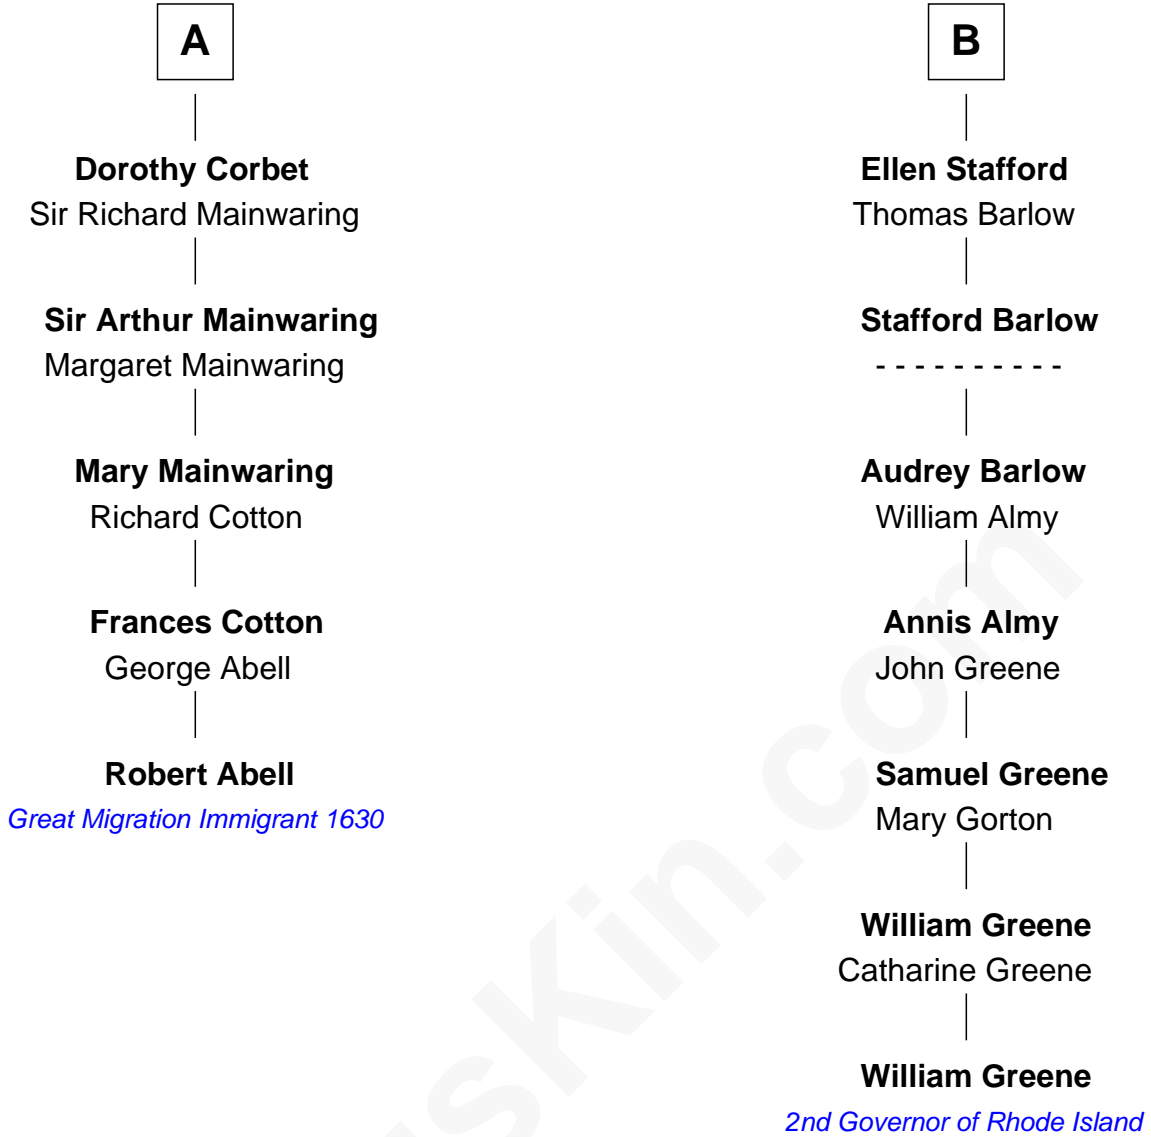 A
Dorothy Corbet
Sir Richard Mainwaring
Sir Arthur Mainwaring
Margaret Mainwaring
Mary Mainwaring
Richard Cotton
Frances Cotton
George Abell
Robert Abell
Great Migration Immigrant 1630
B
Ellen Stafford
Thomas Barlow
Stafford Barlow
- - - - - - - - - -
Audrey Barlow
William Almy
Annis Almy
John Greene
Samuel Greene
Mary Gorton
William Greene
Catharine Greene
William Greene
2nd Governor of Rhode Island